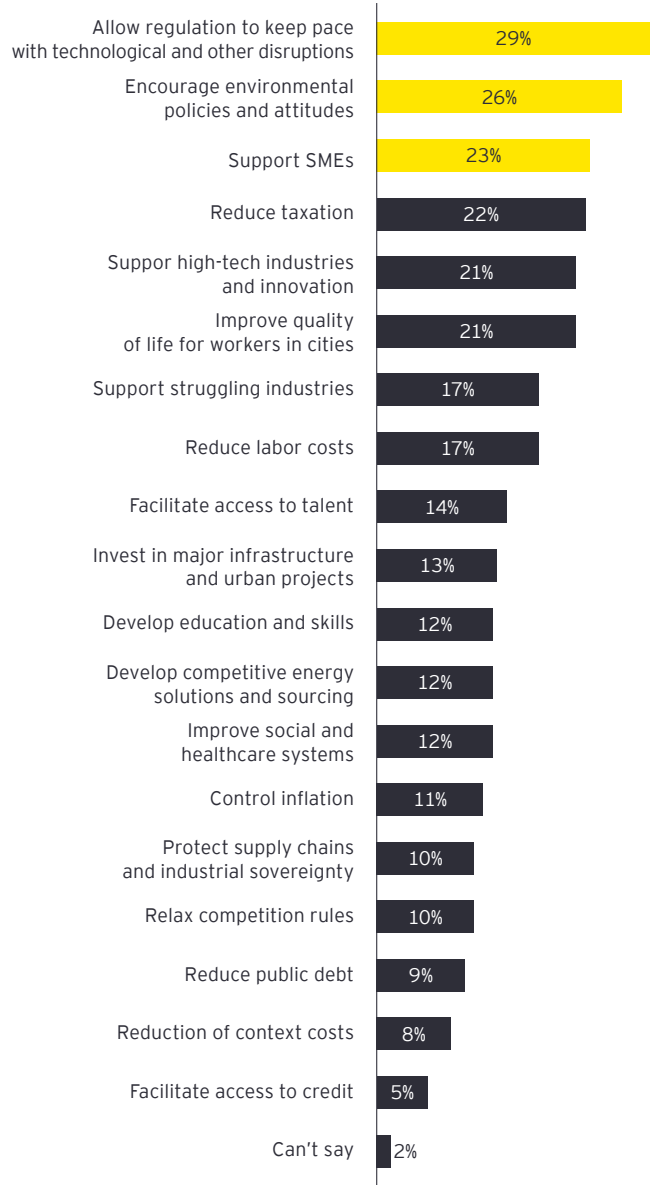 Allow regulation to keep pace
with technological and other disruptions
29%
Encourage environmental
policies and attitudes
26%
Support SMEs
23%
Reduce taxation
22%
Suppor high-tech industries
and innovation
21%
Improve quality
of life for workers in cities
21%
Support struggling industries
17%
Reduce labor costs
17%
Facilitate access to talent
14%
Invest in major infrastructure
and urban projects
13%
Develop education and skills
12%
Develop competitive energy
solutions and sourcing
12%
Improve social and
healthcare systems
12%
Control inflation
11%
Protect supply chains
and industrial sovereignty
10%
Relax competition rules
10%
Reduce public debt
9%
Reduction of context costs
8%
Facilitate access to credit
5%
Can't say
2%